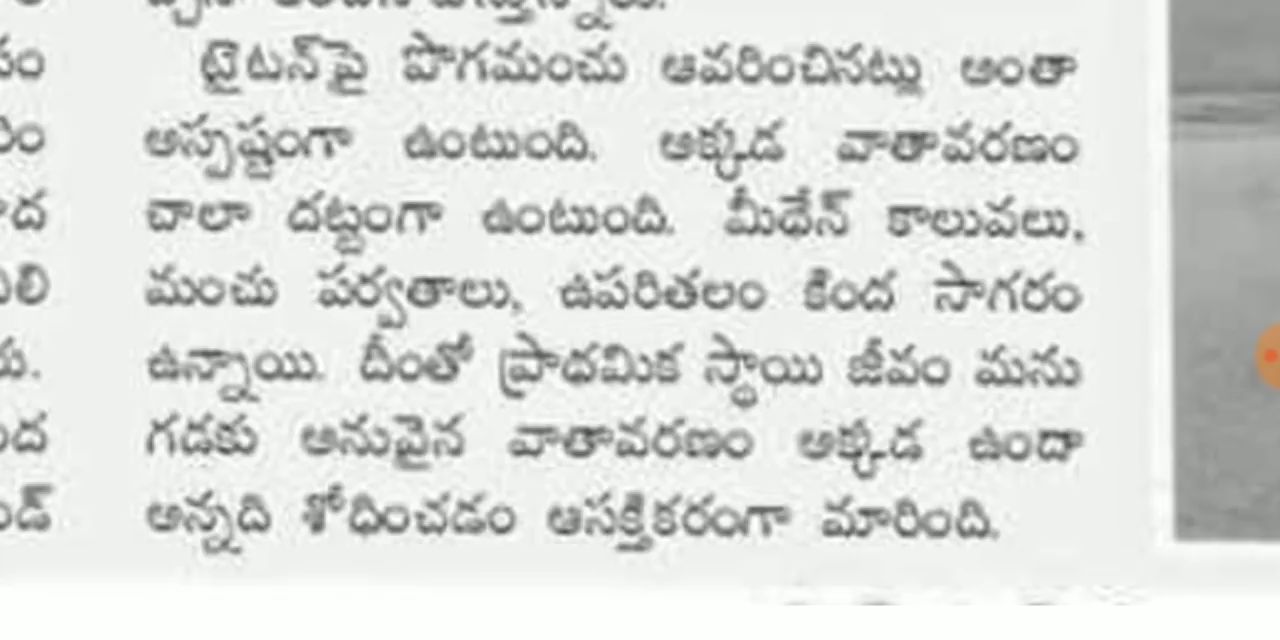 టైటన్‌పై పొగమంచు ఆవరించినట్లు అంతా
అస్పష్టంగా ఉంటుంది. అక్కడ వాతావరణం
చాలా దట్టంగా ఉంటుంది. మీథేన్ కాలువలు,
మంచు పర్వతాలు, ఉపరితలం కింద సాగరం
ఉన్నాయి. దీంతో ప్రాథమిక స్థాయి జీవం మను
గడకు అనువైన వాతావరణం అక్కడ ఉందా
అన్నది శోధించడం ఆసక్తికరంగా మారింది.